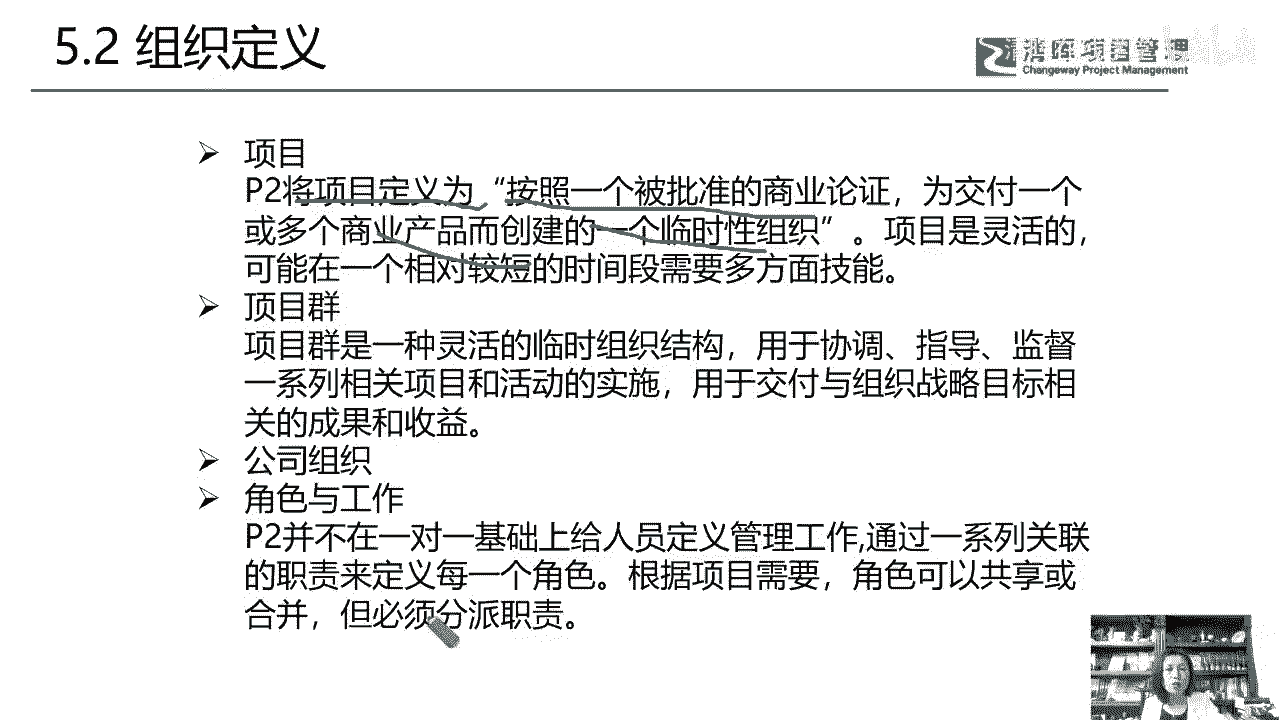 5.2 组织定义
项目管理
Changeway Project Management
项目
P2将项目定义为“按照一个被批准的商业论证，为交付一个
或多个商业产品而创建的一个临时性组织”。项目是灵活的，
可能在一个相对较短的时间段需要多方面技能。
项目群
项目群是一种灵活的临时组织结构，用于协调、指导、监督
一系列相关项目和活动的实施，用于交付与组织战略目标相
关的成果和收益。
公司组织
角色与工作
P2并不在一对一基础上给人员定义管理工作,通过一系列关联
的职责来定义每一个角色。根据项目需要，角色可以共享或
合并，但必须分派职责。